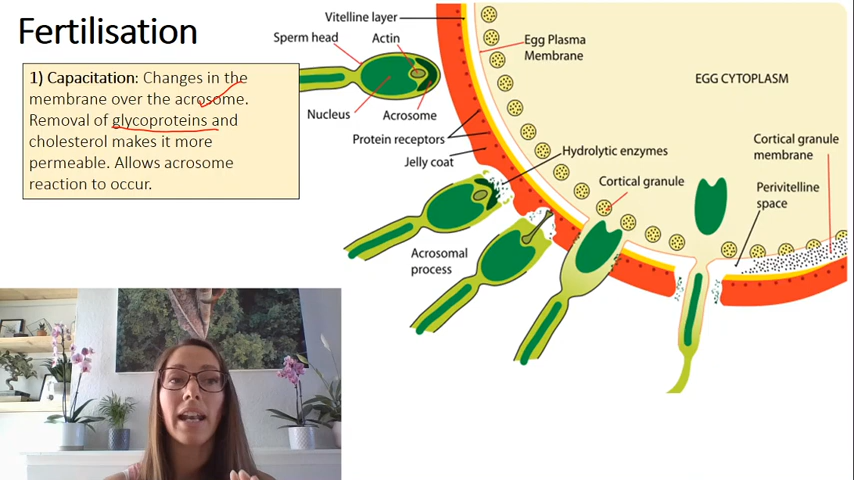 Fertilisation
1) Capacitation: Changes in the
membrane over the acrosome.
Removal of glycoproteins and
cholesterol makes it more
permeable. Allows acrosome
reaction to occur.
Vitelline layer
Sperm head
Actin
Egg Plasma
Membrane
EGG CYTOPLASM
Nucleus
Acrosome
Protein receptors
Jelly coat
Hydrolytic enzymes
Cortical granule
membrane
Cortical granule
Perivitelline
space
Acrosomal
process